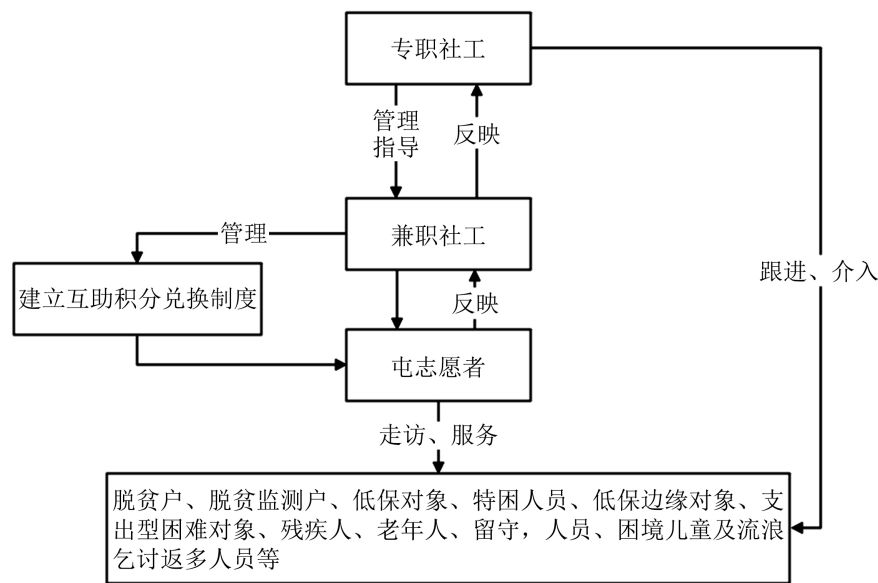 专职社工
管理
指导
反映
管理
兼职社工
跟进、介入
建立互助积分兑换制度
反映
屯志愿者
走访、服务
脱贫户、脱贫监测户、低保对象、特困人员、低保边缘对象、支
出型困难对象、残疾人、老年人、留守，人员、困境儿童及流浪
乞讨返多人员等